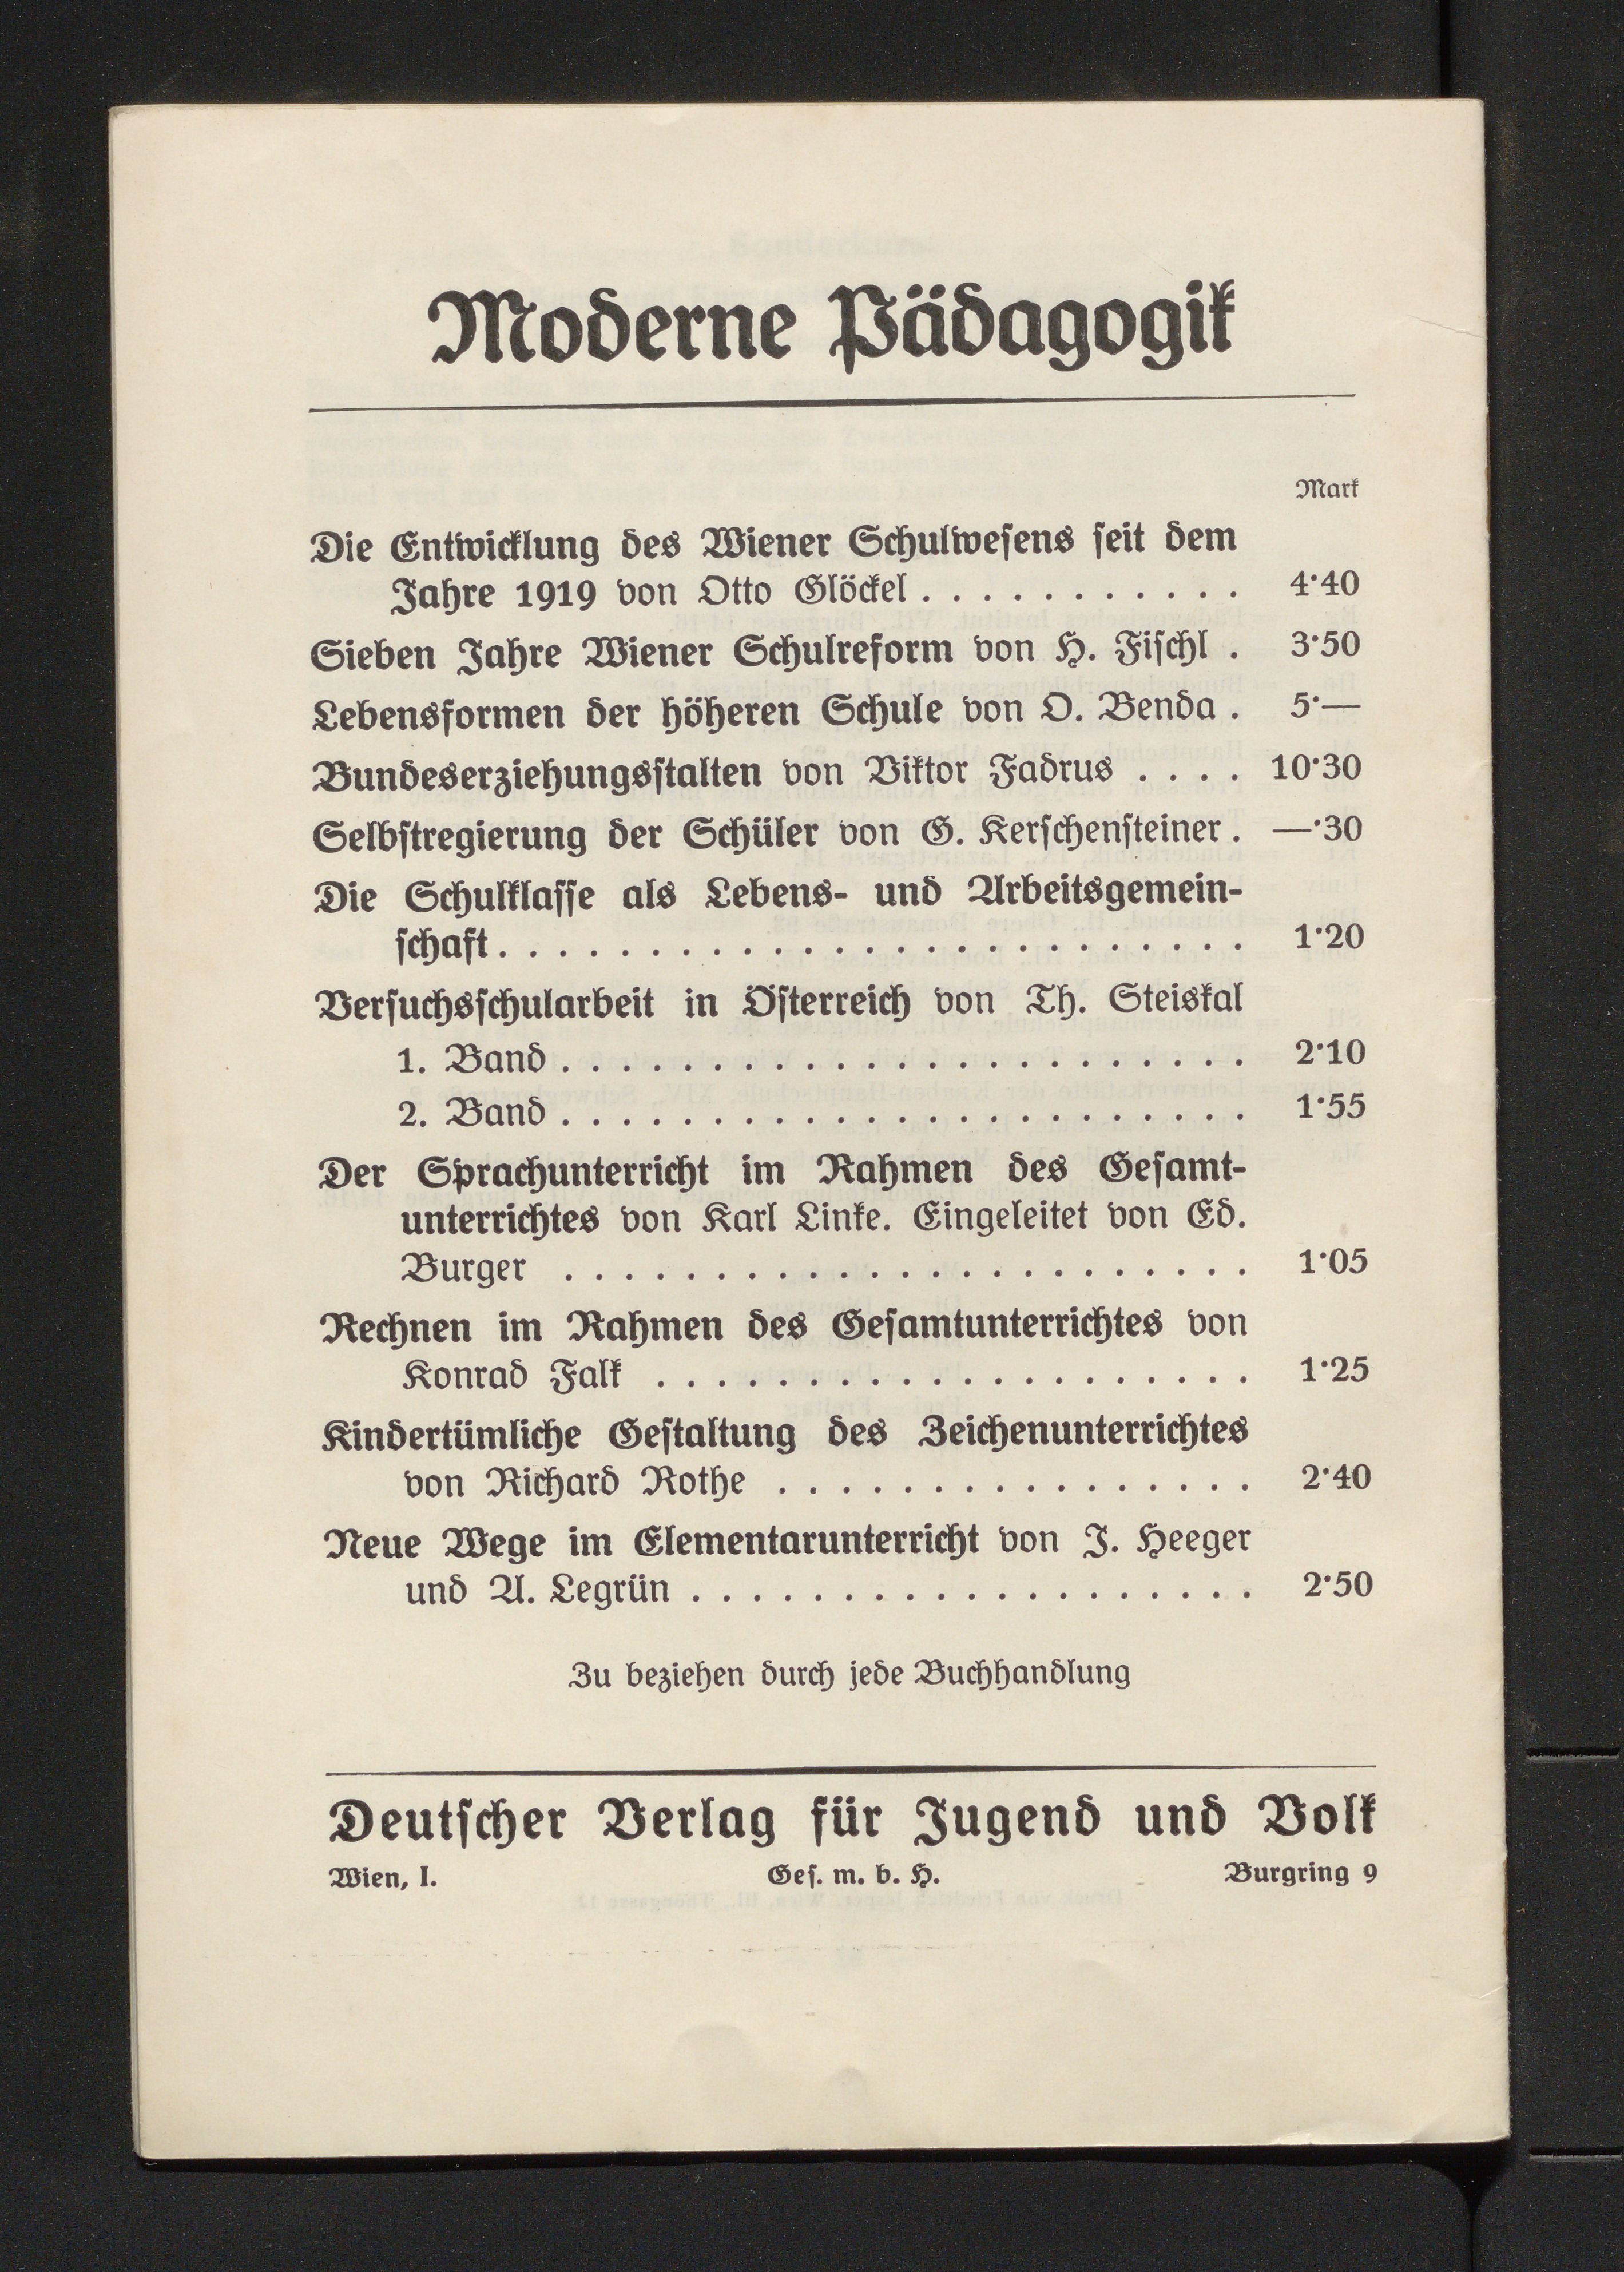 Moderne Pädagogik
Mark
Die Entwicklung des Wiener Schulwesens seit dem
Jahre 1919 von Otto Glöckel . . . . . . . . . . . 4·40
Sieben Jahre Wiener Schulreform von H. Fischl . 3·50
Lebensformen der höheren Schule von O. Benda . 5·—
Bundeserziehungsstalten von Viktor Fadrus . . . . 10·30
Selbstregierung der Schüler von G. Kerschensteiner . —·30
Die Schulklasse als Lebens- und Arbeitsgemein-
schaft . . . . . . . . . . . . . . . . . . . . . . . . . 1·20
Versuchsschularbeit in Österreich von Th. Steiskal
1. Band . . . . . . . . . . . . . . . . . . . . . . . 2·10
2. Band . . . . . . . . . . . . . . . . . . . . . . . 1·55
Der Sprachunterricht im Rahmen des Gesamt-
unterrichtes von Karl Linke. Eingeleitet von Ed.
Burger . . . . . . . . . . . . . . . . . . . . . . . 1·05
Rechnen im Rahmen des Gesamtunterrichtes von
Konrad Falk . . . . . . . . . . . . . . . . . . . . 1·25
Kindertümliche Gestaltung des Zeichenunterrichtes
von Richard Rothe . . . . . . . . . . . . . . . . 2·40
Neue Wege im Elementarunterricht von J. Heeger
und A. Legrün . . . . . . . . . . . . . . . . . . . 2·50
Zu beziehen durch jede Buchhandlung
Deutscher Verlag für Jugend und Volk
Wien, I. Ges. m. b. H. Burgring 9